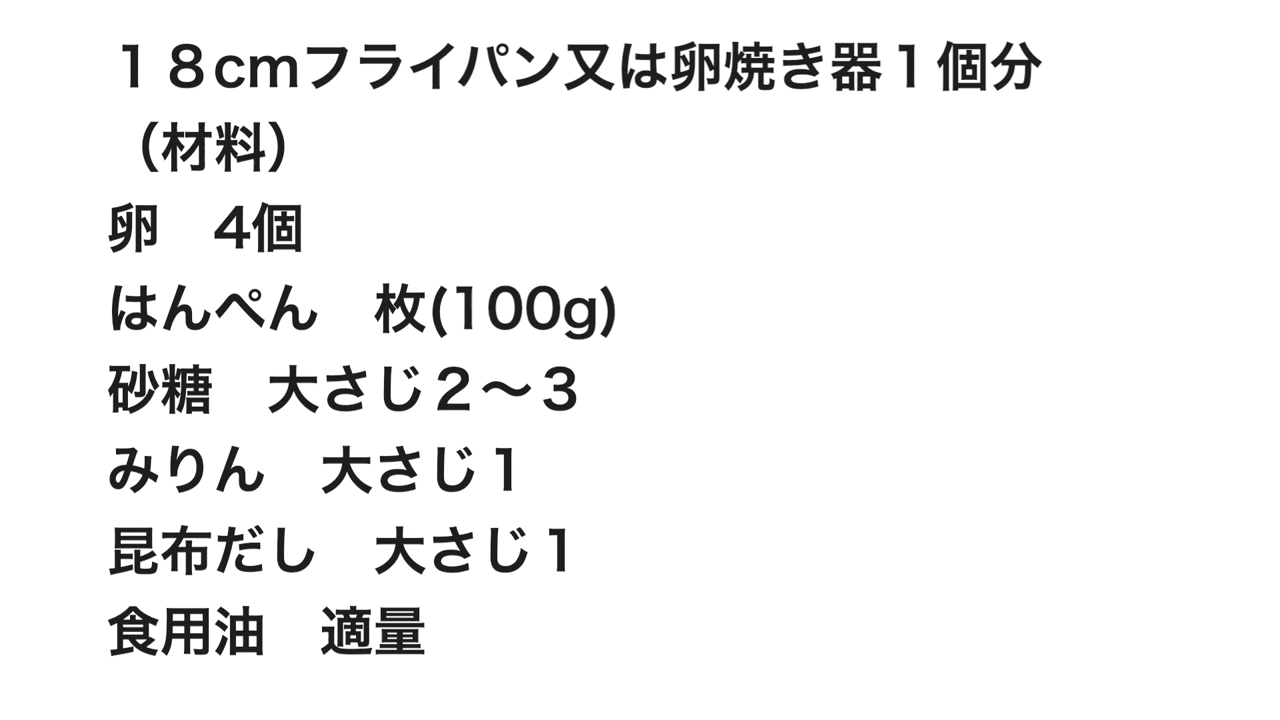 １８cmフライパン又は卵焼き器１個分
（材料）
卵　4個
はんぺん　枚(100g)
砂糖　大さじ２〜３
みりん　大さじ１
昆布だし　大さじ１
食用油　適量